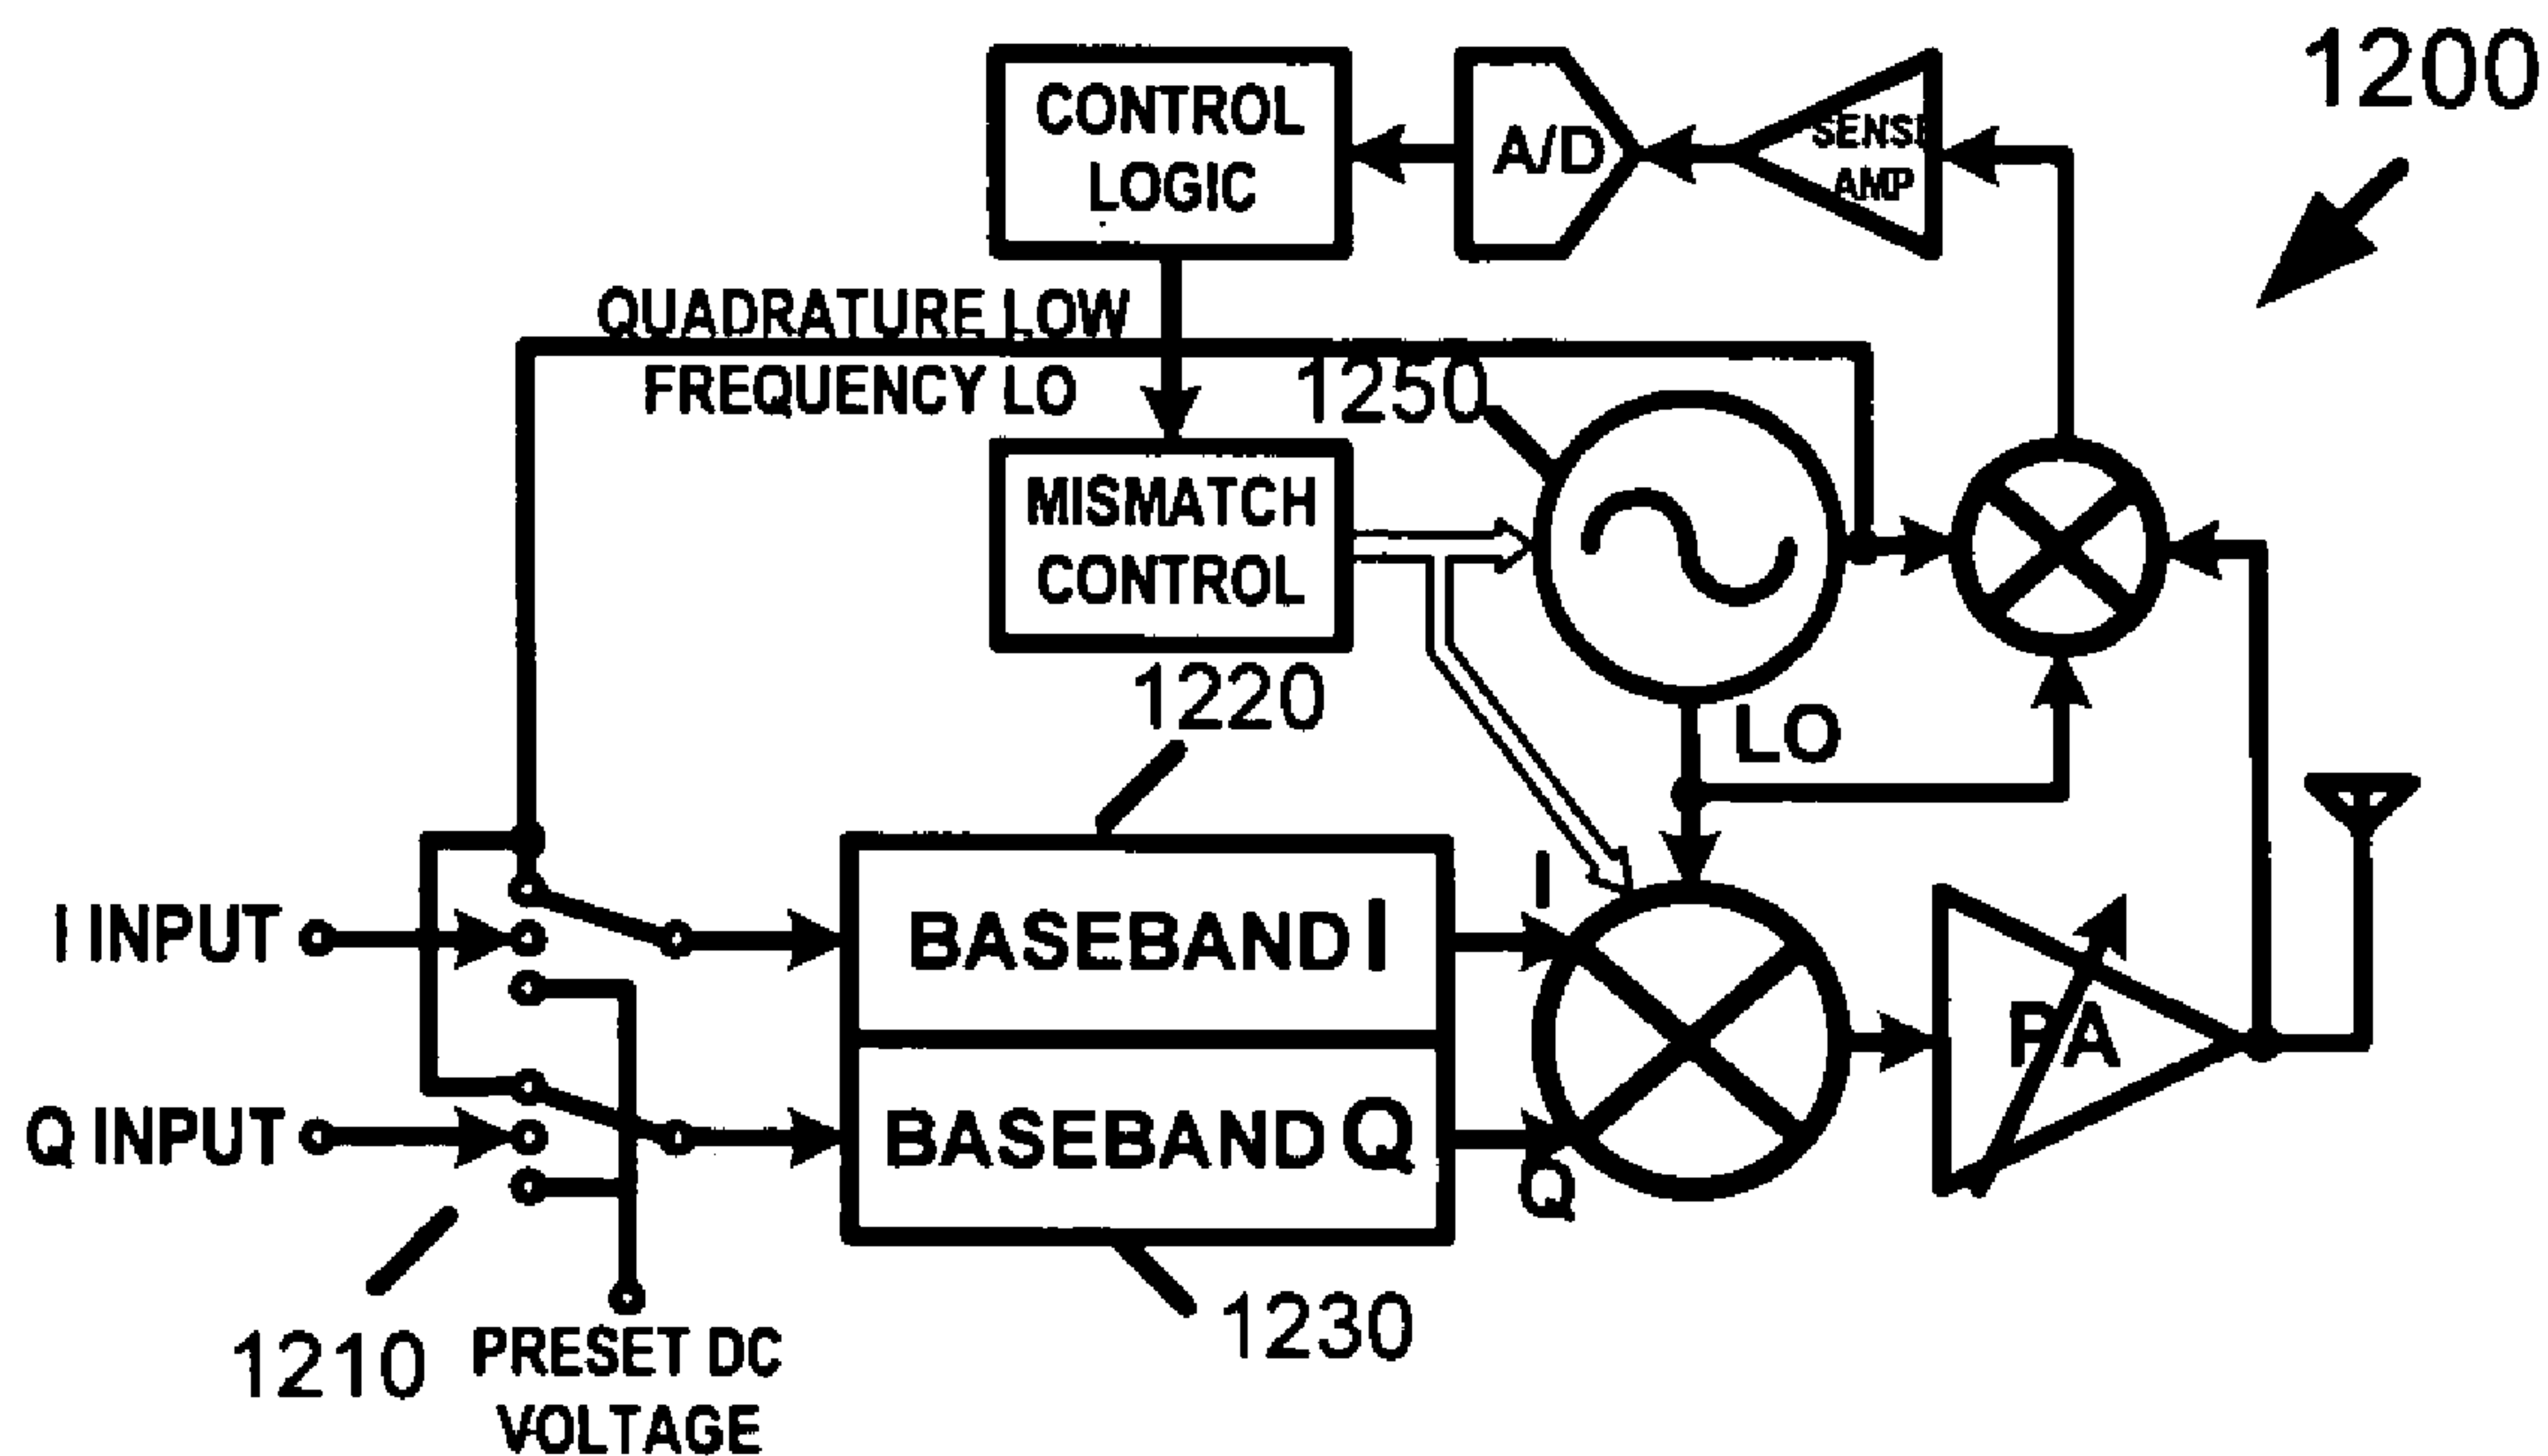 1200
CONTROL
LOGIC
A/D
SENSE
AMP
QUADRATURE LOW
FREQUENCY LO
1250
MISMATCH
CONTROL
1220
LO
I INPUT
BASEBAND I
I
PA
Q INPUT
BASEBAND Q
Q
1210
PRESET DC
VOLTAGE
1230